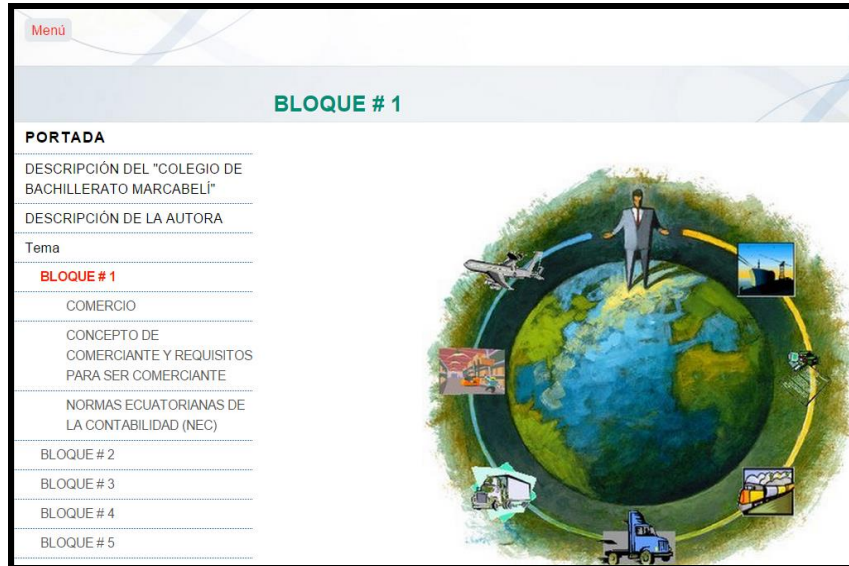 Menú
BLOQUE # 1
PORTADA
DESCRIPCIÓN DEL "COLEGIO DE
BACHILLERATO MARCABELÍ"
DESCRIPCIÓN DE LA AUTORA
Tema
BLOQUE # 1
COMERCIO
CONCEPTO DE
COMERCIANTE Y REQUISITOS
PARA SER COMERCIANTE
NORMAS ECUATORIANAS DE
LA CONTABILIDAD (NEC)
BLOQUE # 2
BLOQUE # 3
BLOQUE # 4
BLOQUE # 5